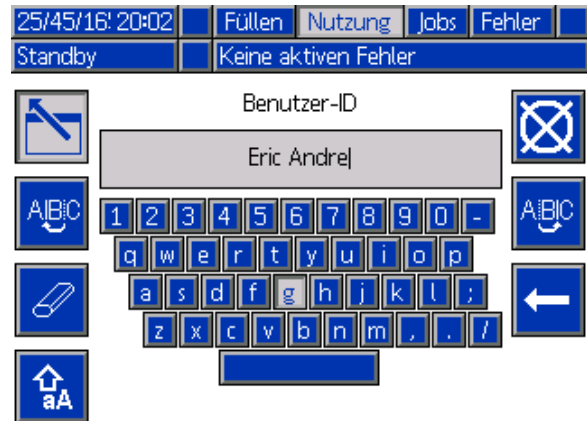 25/45/16' 20:02 Füllen Nutzung Jobs Fehler
Standby Keine aktiven Fehler
Benutzer-ID
Eric Andre
ABC ABC
1 2 3 4 5 6 7 8 9 0 -
q w e r t y u i o p
a s d f g h j k l ;
z x c v b n m , . /
aA